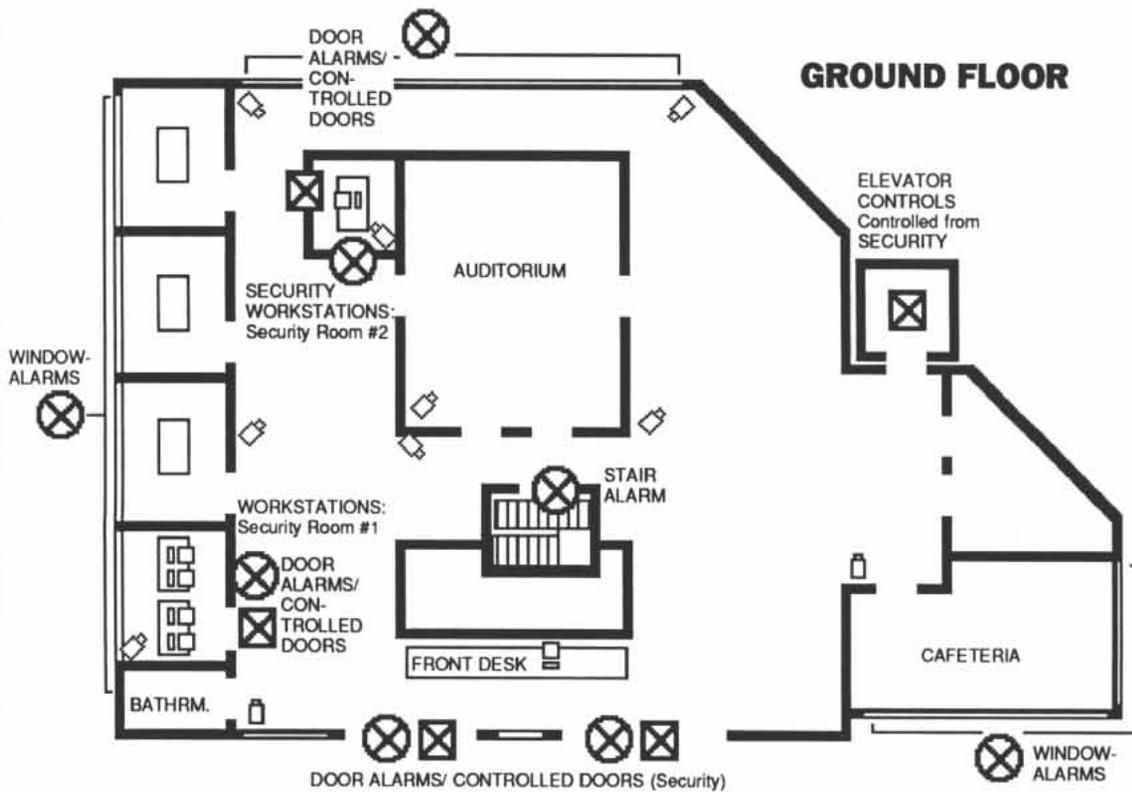 DOOR
ALARMS/
CON-
TROLLED
DOORS
GROUND FLOOR
ELEVATOR
CONTROLS
Controlled from
SECURITY
AUDITORIUM
SECURITY
WORKSTATIONS:
Security Room #2
WINDOW-
ALARMS
STAIR
ALARM
WORKSTATIONS:
Security Room #1
DOOR
ALARMS/
CON-
TROLLED
DOORS
FRONT DESK
CAFETERIA
BATHRM.
WINDOW-
ALARMS
DOOR ALARMS/ CONTROLLED DOORS (Security)